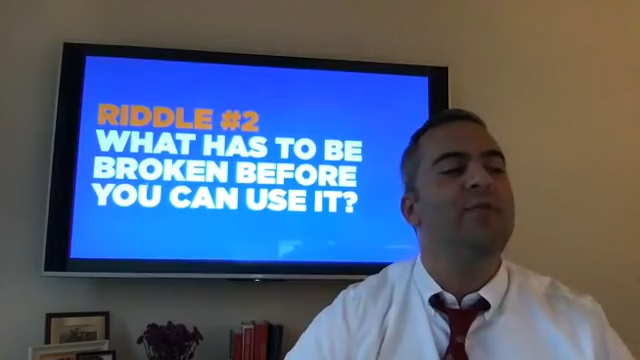 RIDDLE #2
WHAT HAS TO BE
BROKEN BEFORE
YOU CAN USE IT?